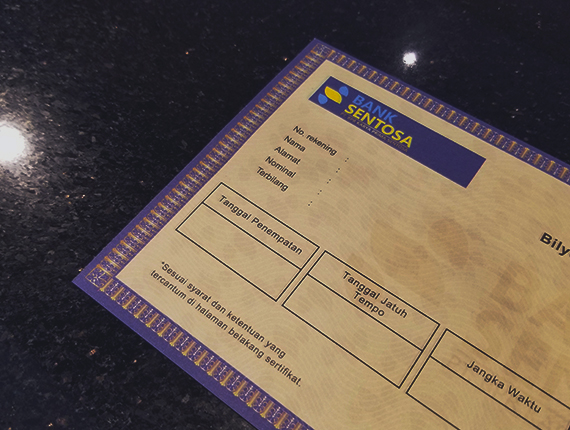 BANK
SENTOSA
No. rekening :
Nama :
Alamat :
Nominal :
Terbilang :
Bily
Tanggal Penempatan
Tanggal Jatuh
Tempo
Jangka Waktu
*Sesuai syarat dan ketentuan yang
tercantum di halaman belakang sertifikat.